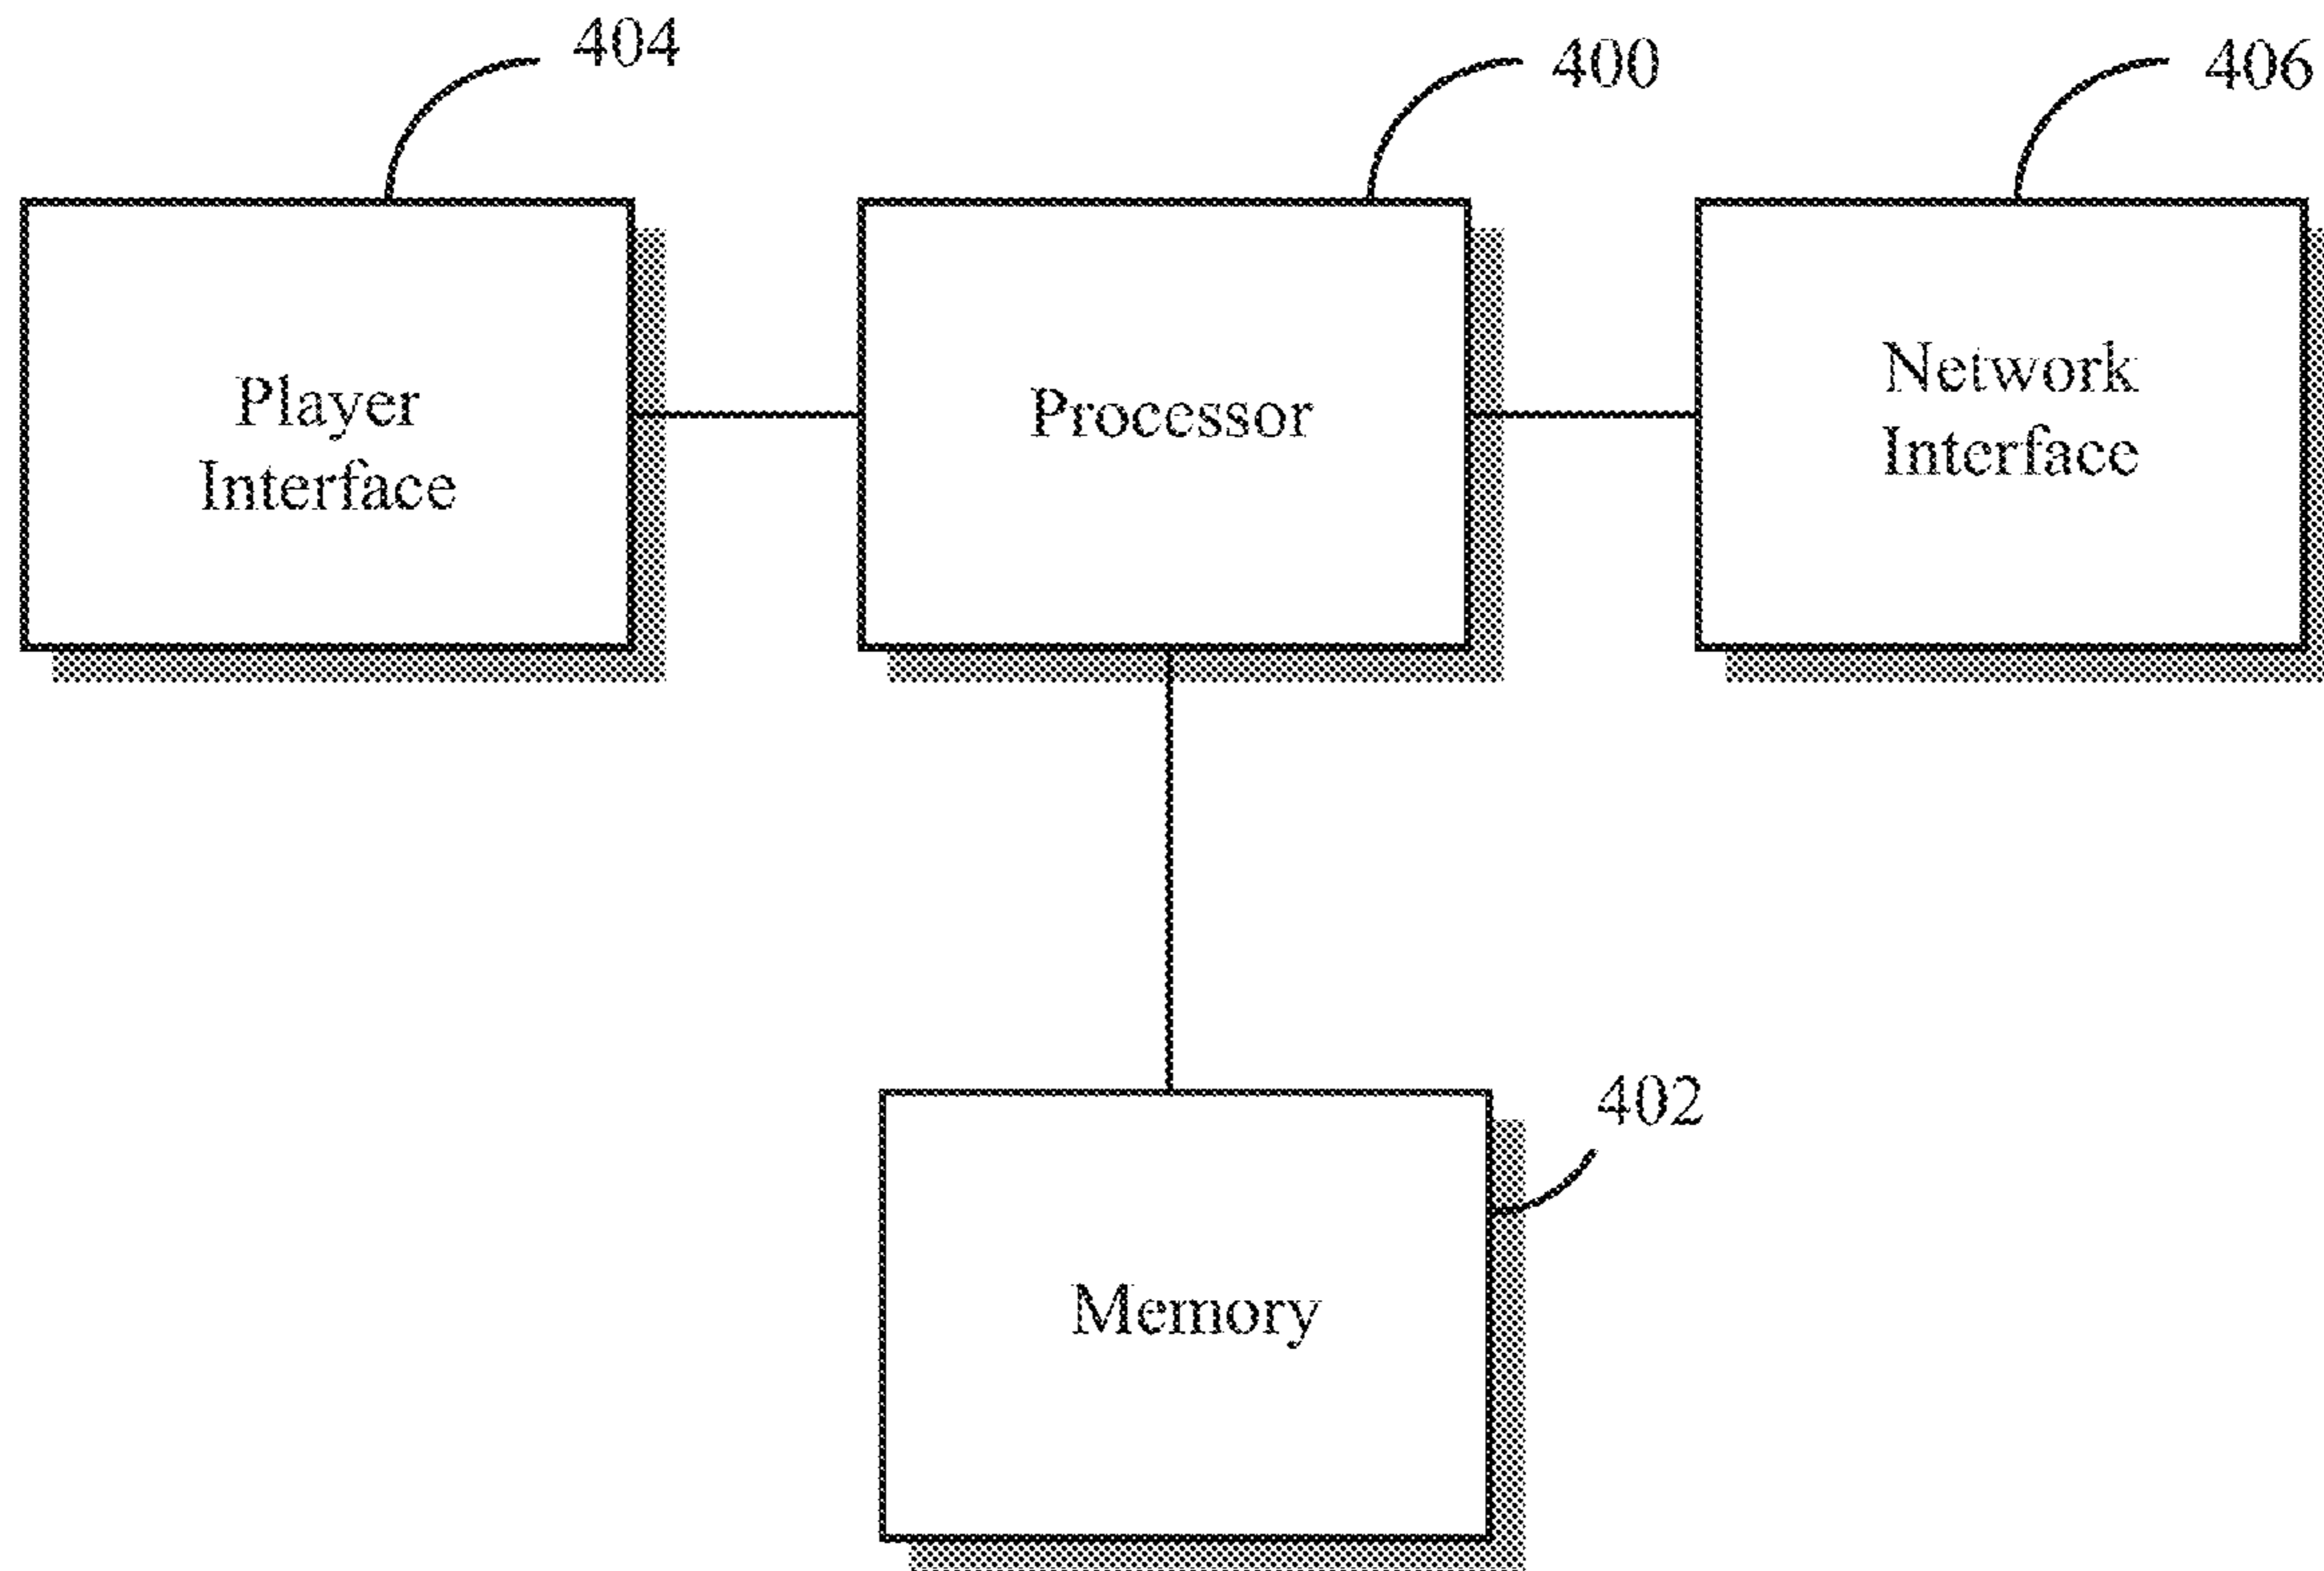 404
400
406
Player
Interface
Processor
Network
Interface
402
Memory